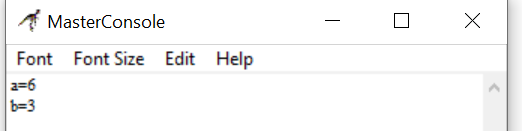 MasterConsole
Font Font Size Edit Help
a=6
b=3